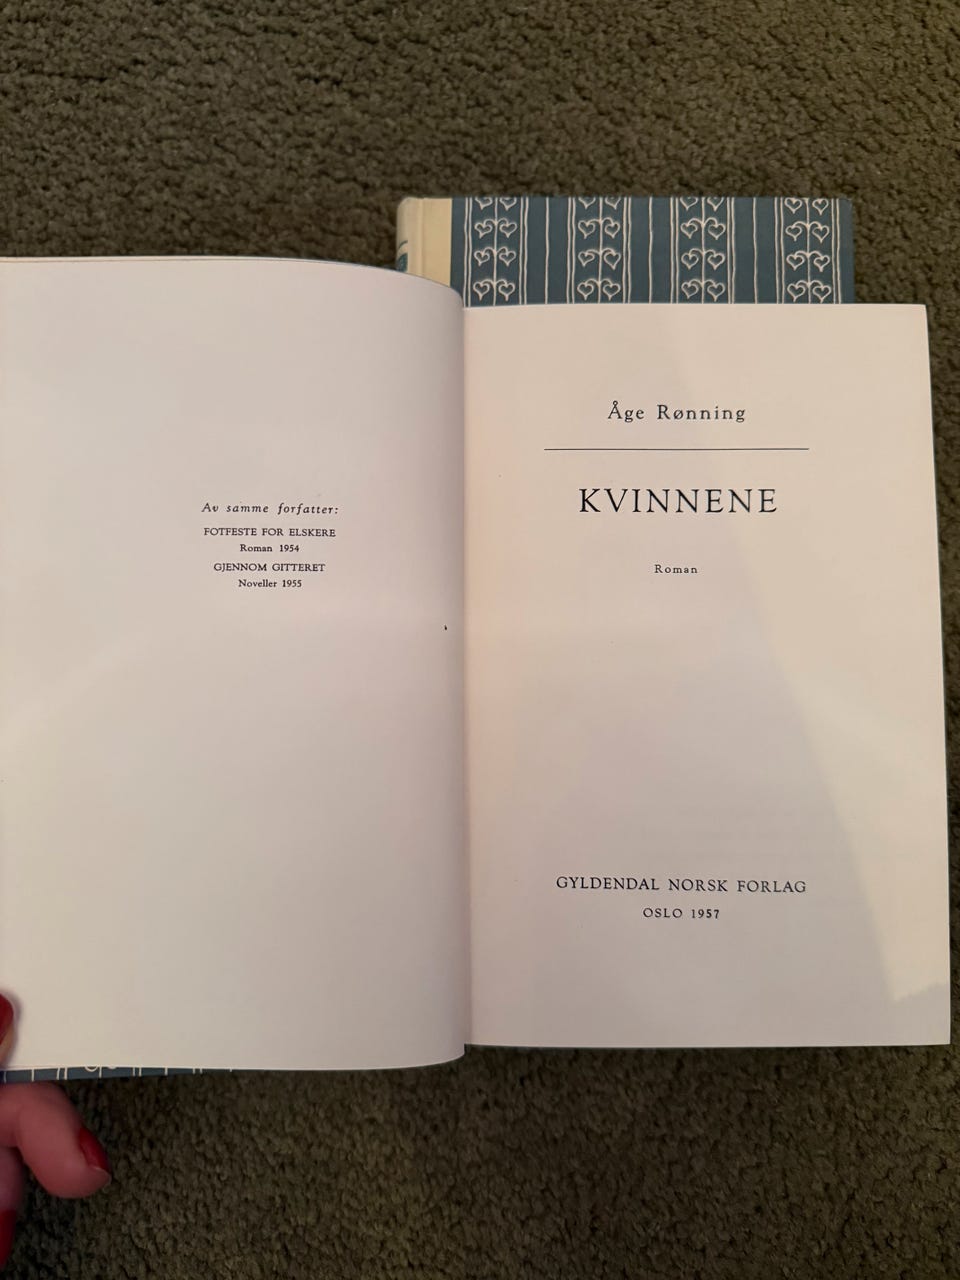 Av samme forfatter:
FOTFESTE FOR ELSKERE
Roman 1954
GJENNOM GITTERET
Noveller 1955
Åge Rønning
KVINNENE
Roman
GYLDENDAL NORSK FORLAG
OSLO 1957